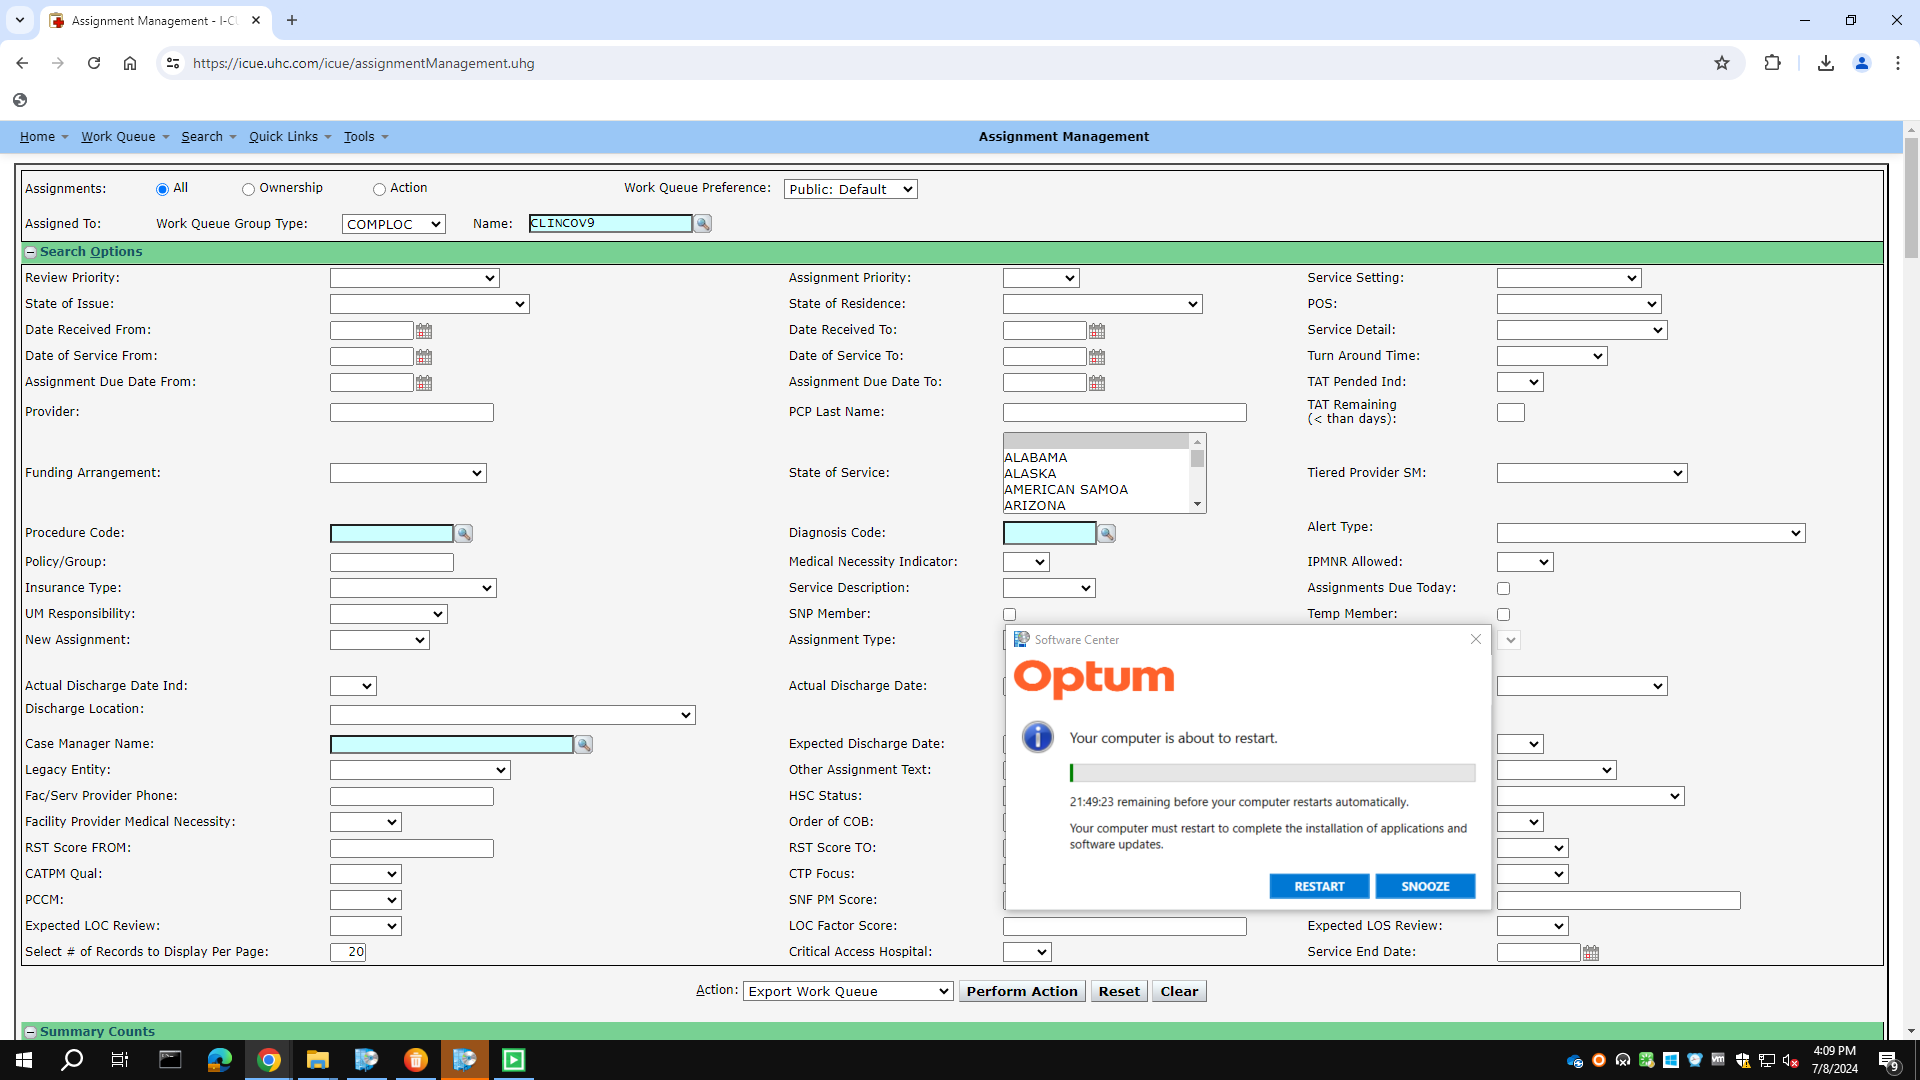 Assignment Management - I-CU
https://icue.uhc.com/icue/assignmentManagement.uhg
Home Work Queue Search Quick Links Tools Assignment Management
Assignments: All Ownership Action Work Queue Preference: Public: Default
Assigned To: Work Queue Group Type: COMPLOC Name: CLINCOV9
Search Options
Review Priority: Assignment Priority: Service Setting:
State of Issue: State of Residence: POS:
Date Received From: Date Received To: Service Detail:
Date of Service From: Date of Service To: Turn Around Time:
Assignment Due Date From: Assignment Due Date To: TAT Pended Ind:
Provider: PCP Last Name: TAT Remaining
(< than days):
Funding Arrangement: State of Service: Tiered Provider SM:
ALABAMA
ALASKA
AMERICAN SAMOA
ARIZONA
Procedure Code: Diagnosis Code: Alert Type:
Policy/Group: Medical Necessity Indicator: IPMNR Allowed:
Insurance Type: Service Description: Assignments Due Today:
UM Responsibility: SNP Member: Temp Member:
New Assignment: Assignment Type:
Actual Discharge Date Ind: Actual Discharge Date:
Discharge Location:
Case Manager Name: Expected Discharge Date:
Legacy Entity: Other Assignment Text:
Fac/Serv Provider Phone: HSC Status:
Facility Provider Medical Necessity: Order of COB:
RST Score FROM: RST Score TO:
CATPM Qual: CTP Focus:
PCCM: SNF PM Score:
Expected LOC Review: LOC Factor Score: Expected LOS Review:
Select # of Records to Display Per Page: 20 Critical Access Hospital: Service End Date:
Software Center
Optum
Your computer is about to restart.
21:49:23 remaining before your computer restarts automatically.
Your computer must restart to complete the installation of applications and
software updates.
RESTART SNOOZE
Action: Export Work Queue Perform Action Reset Clear
Summary Counts
4:09 PM
7/8/2024
9